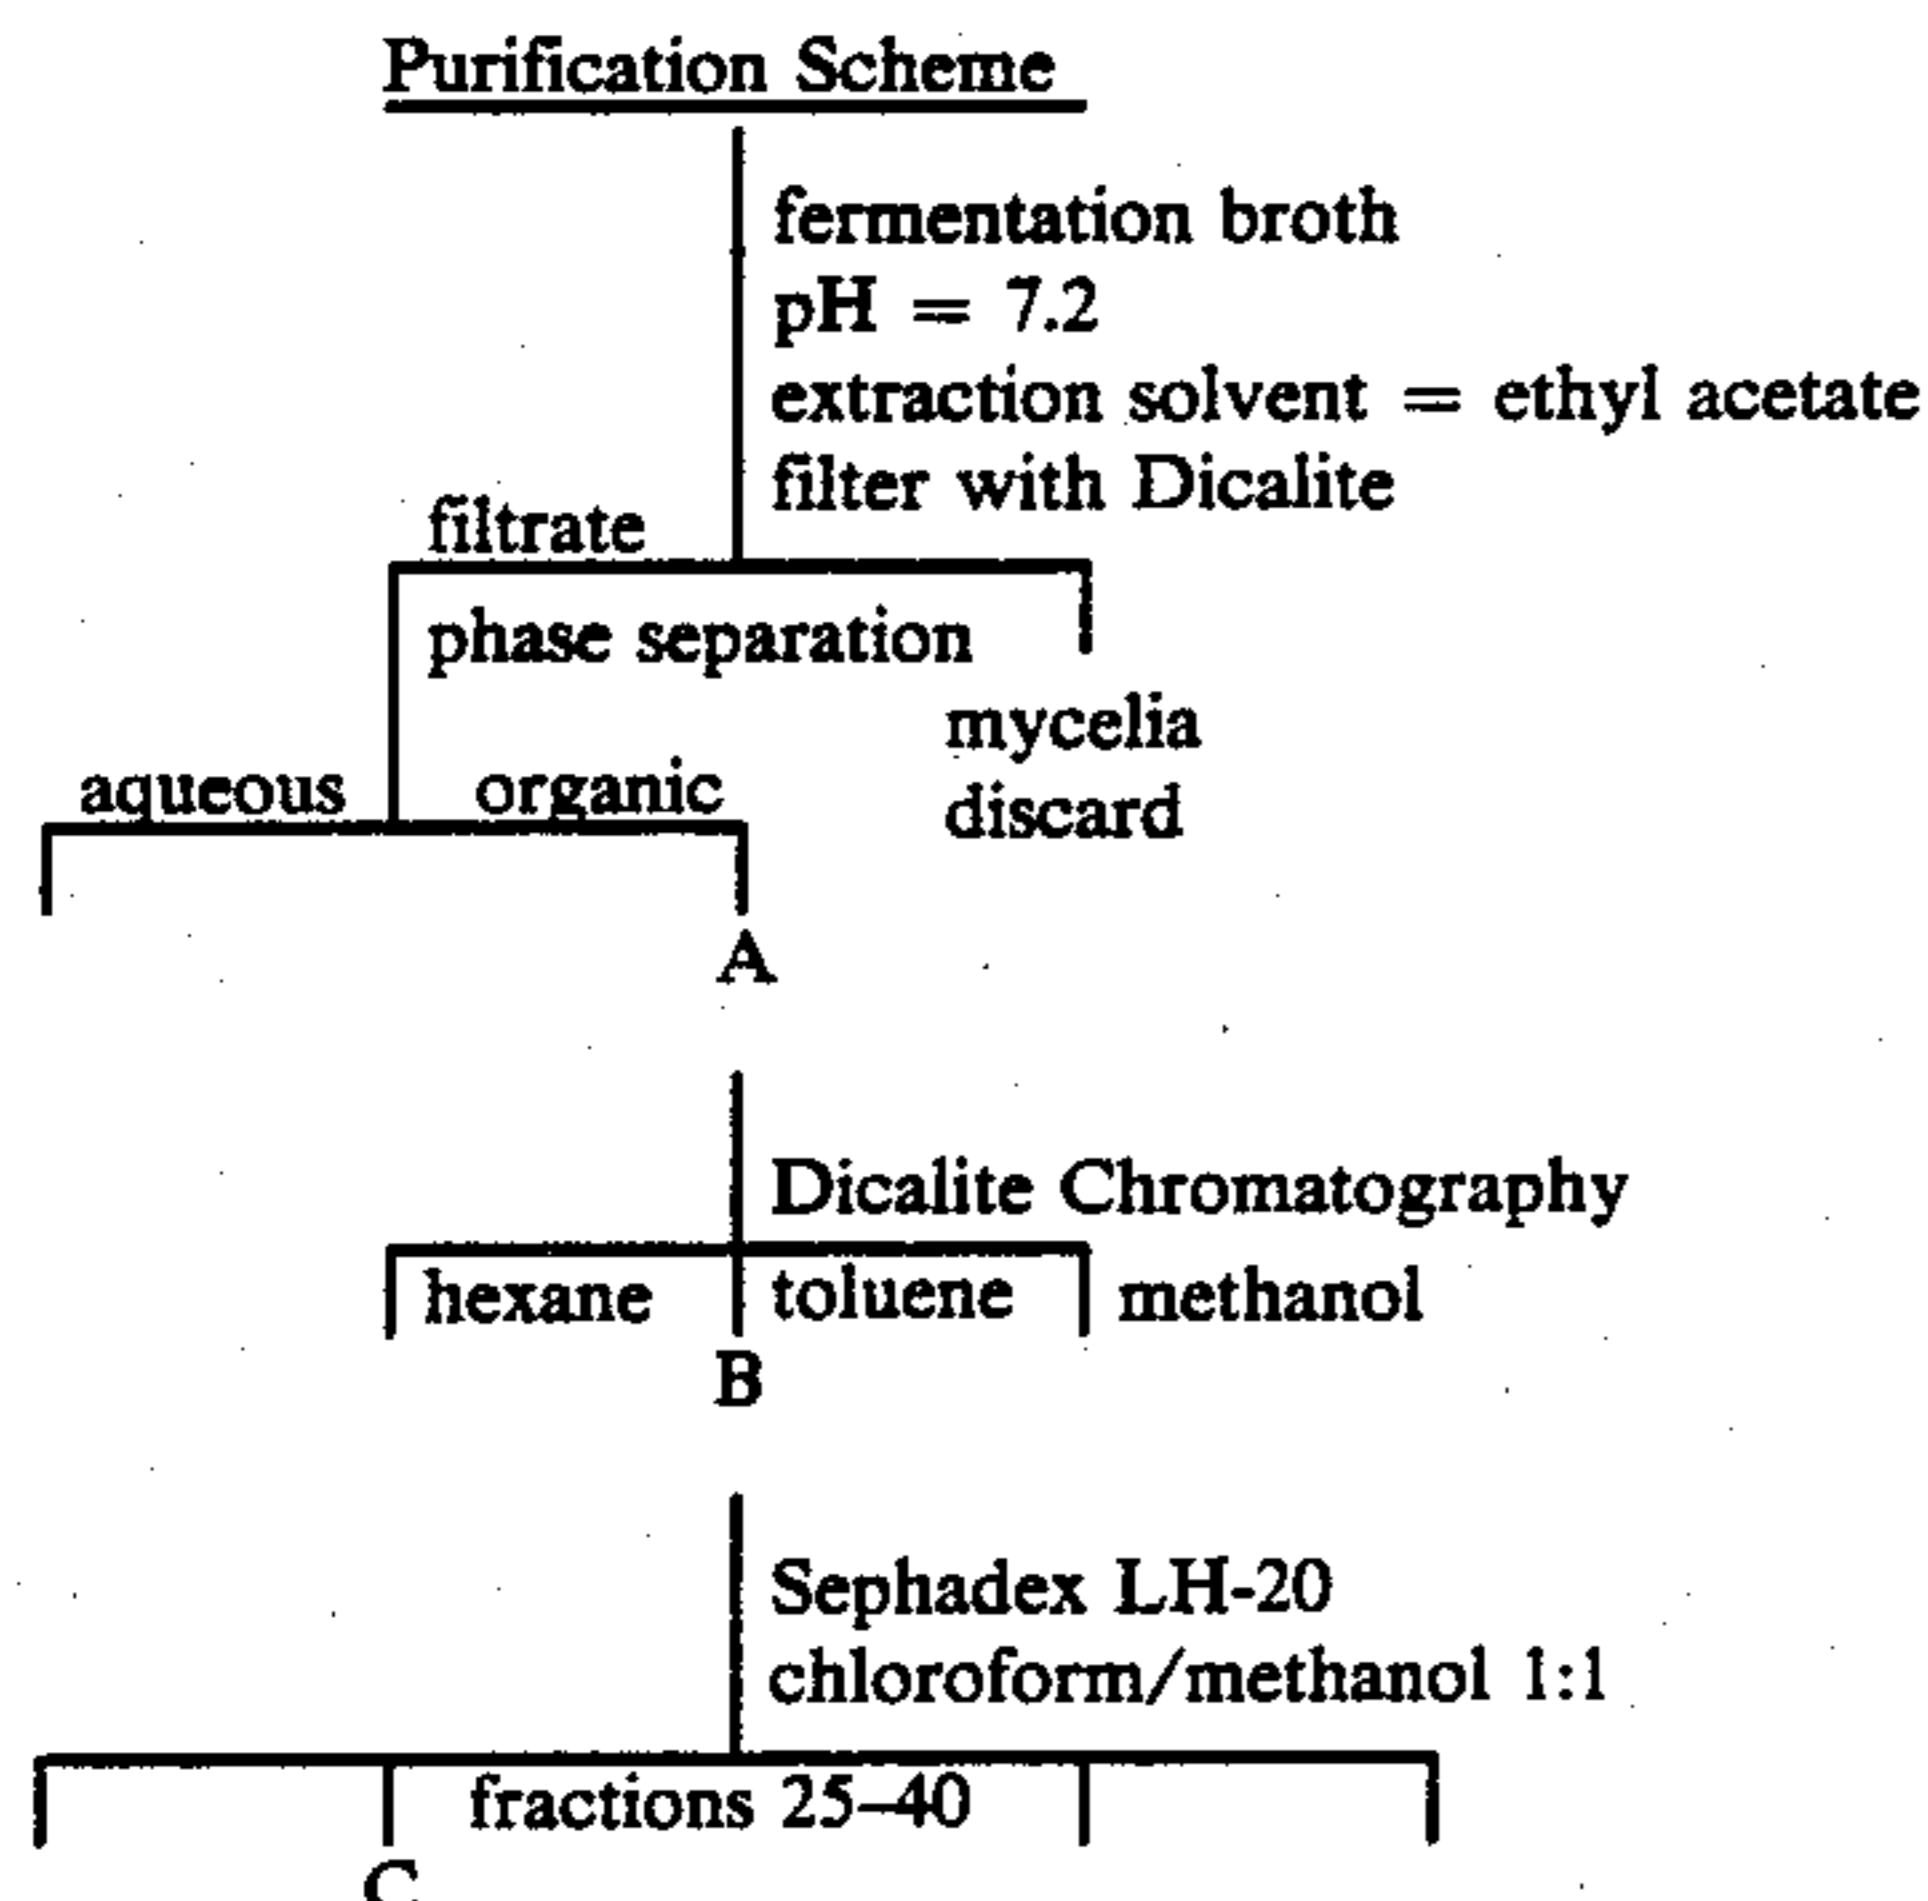 Purification Scheme
fermentation broth
pH = 7.2
extraction solvent = ethyl acetate
filter with Dicalite
filtrate
phase separation
mycelia
discard
aqueous organic
A
Dicalite Chromatography
hexane toluene methanol
B
Sephadex LH-20
chloroform/methanol 1:1
fractions 25–40
C